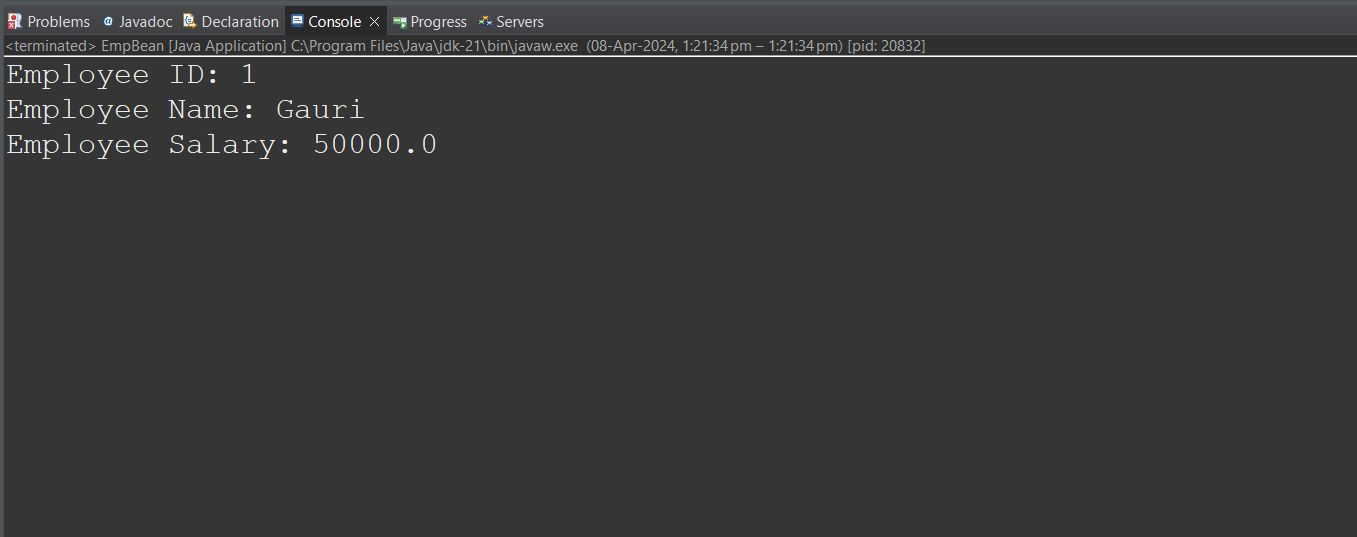 Problems Javadoc Declaration Console Progress Servers
<terminated> EmpBean [Java Application] C:\Program Files\Java\jdk-21\bin\javaw.exe (08-Apr-2024, 1:21:34 pm – 1:21:34 pm) [pid: 20832]
Employee ID: 1
Employee Name: Gauri
Employee Salary: 50000.0